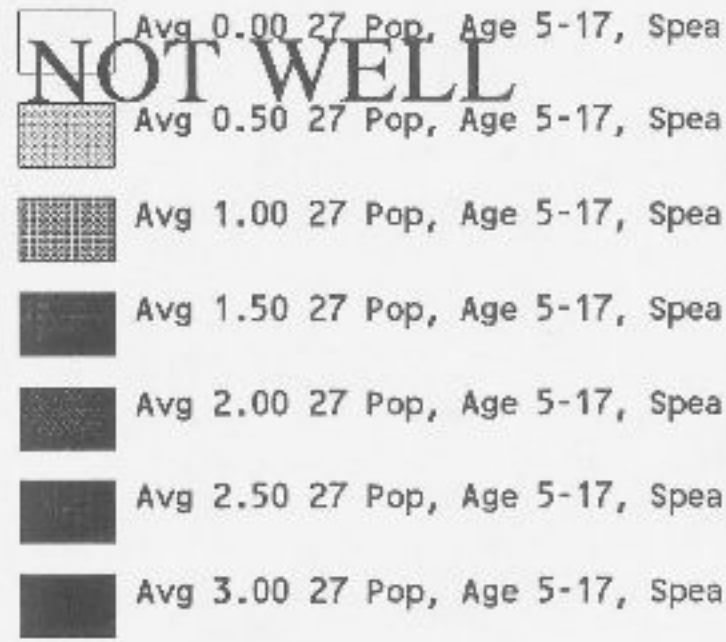 Avg 0.00 27 Pop, Age 5-17, Spea
NOT WELL
Avg 0.50 27 Pop, Age 5-17, Spea
Avg 1.00 27 Pop, Age 5-17, Spea
Avg 1.50 27 Pop, Age 5-17, Spea
Avg 2.00 27 Pop, Age 5-17, Spea
Avg 2.50 27 Pop, Age 5-17, Spea
Avg 3.00 27 Pop, Age 5-17, Spea